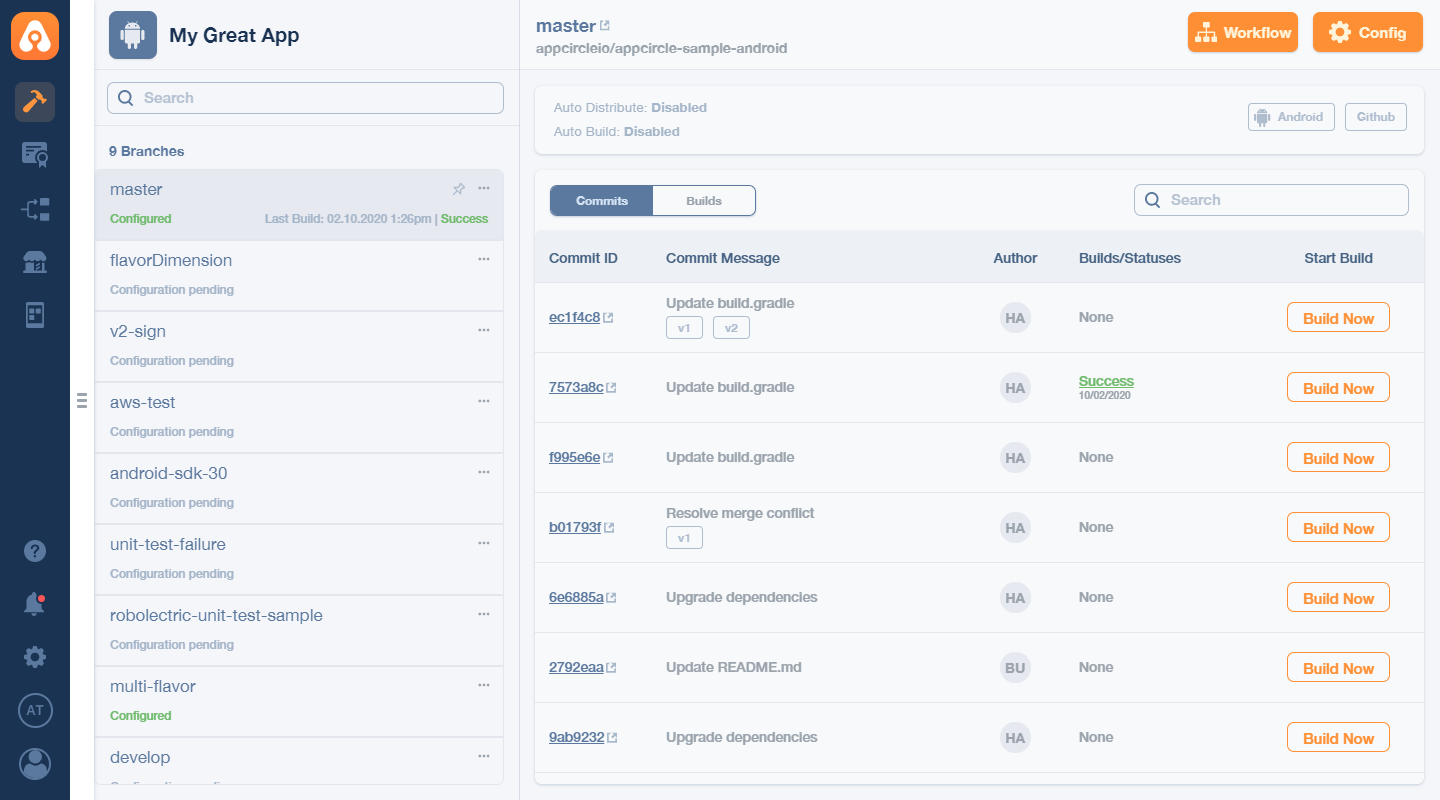 My Great App
Search
9 Branches
master
Configured Last Build: 02.10.2020 1:26pm | Success
flavorDimension
Configuration pending
v2-sign
Configuration pending
aws-test
Configuration pending
android-sdk-30
Configuration pending
unit-test-failure
Configuration pending
robolectric-unit-test-sample
Configuration pending
multi-flavor
Configured
develop
AT
master
appcircleio/appcircle-sample-android
Workflow Config
Auto Distribute: Disabled
Auto Build: Disabled
Android Github
Commits Builds
Search
Commit ID Commit Message Author Builds/Statuses Start Build
ec1f4c8 Update build.gradle HA None Build Now
v1 v2
7573a8c Update build.gradle HA Success Build Now
10/02/2020
f995e6e Update build.gradle HA None Build Now
b01793f Resolve merge conflict HA None Build Now
v1
6e6885a Upgrade dependencies HA None Build Now
2792eaa Update README.md BU None Build Now
9ab9232 Upgrade dependencies HA None Build Now